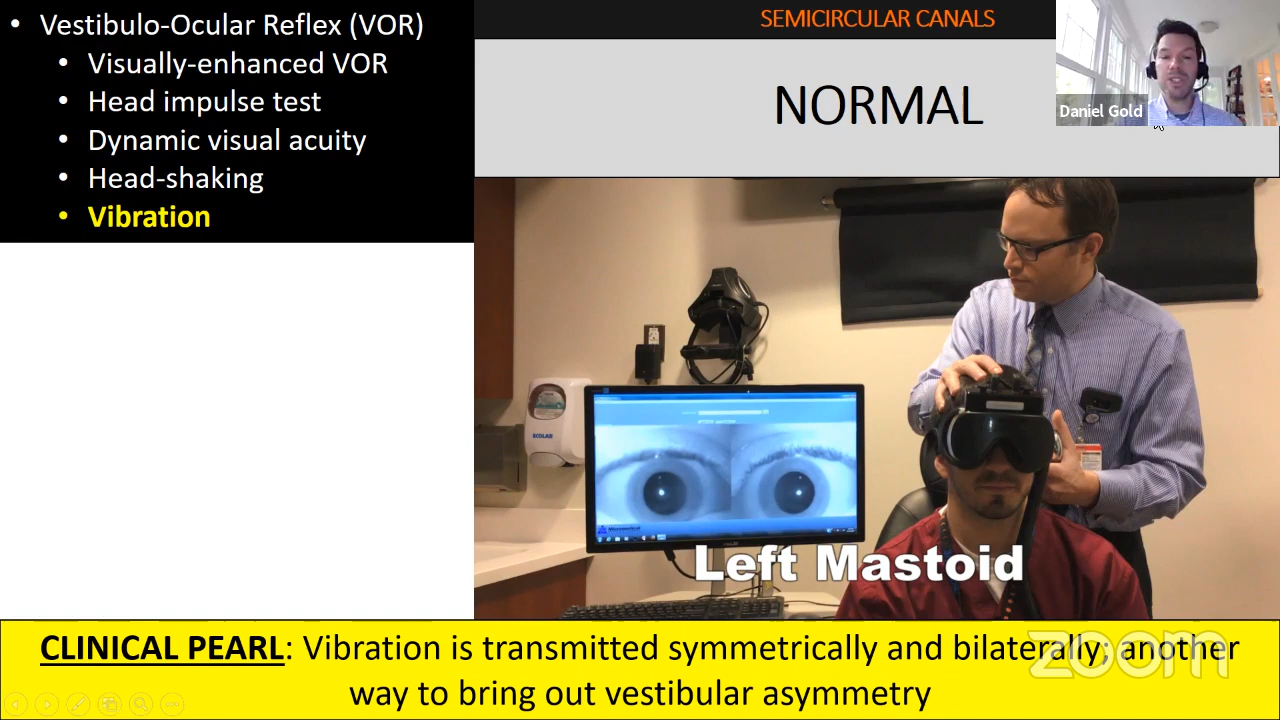 • Vestibulo-Ocular Reflex (VOR)
• Visually-enhanced VOR
• Head impulse test
• Dynamic visual acuity
• Head-shaking
• Vibration
SEMICIRCULAR CANALS
NORMAL
Daniel Gold
ECOLAB
Left Mastoid
CLINICAL PEARL: Vibration is transmitted symmetrically and bilaterally; another
way to bring out vestibular asymmetry
zoom